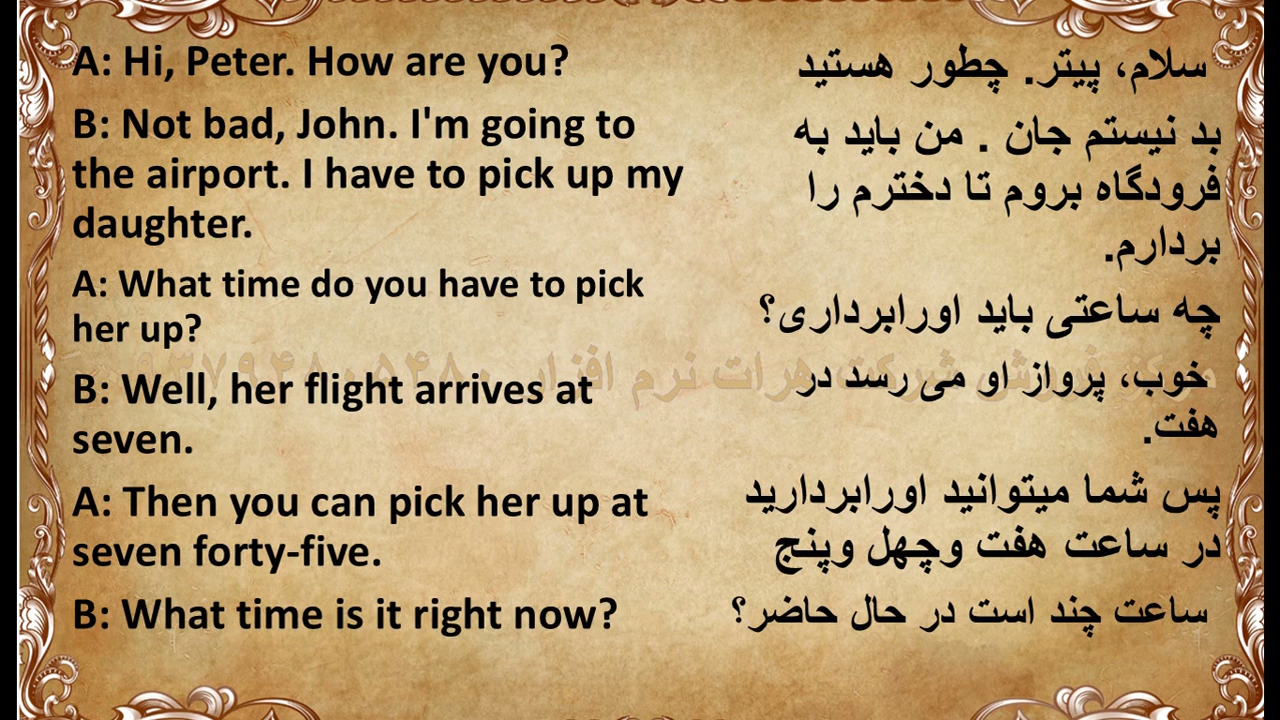 A: Hi, Peter. How are you?
B: Not bad, John. I'm going to
the airport. I have to pick up my
daughter.
A: What time do you have to pick
her up?
B: Well, her flight arrives at
seven.
A: Then you can pick her up at
seven forty-five.
B: What time is it right now?
سلام، پیتر. چطور هستید
بد نیستم جان . من باید به
فرودگاه بروم تا دخترم را
بردارم.
چه ساعتی باید اورابرداری؟
خوب، پرواز او می رسد در
هفت.
پس شما میتوانید اورابردارید
در ساعت هفت وچهل وپنج
ساعت چند است در حال حاضر؟
هرات نرم افزار